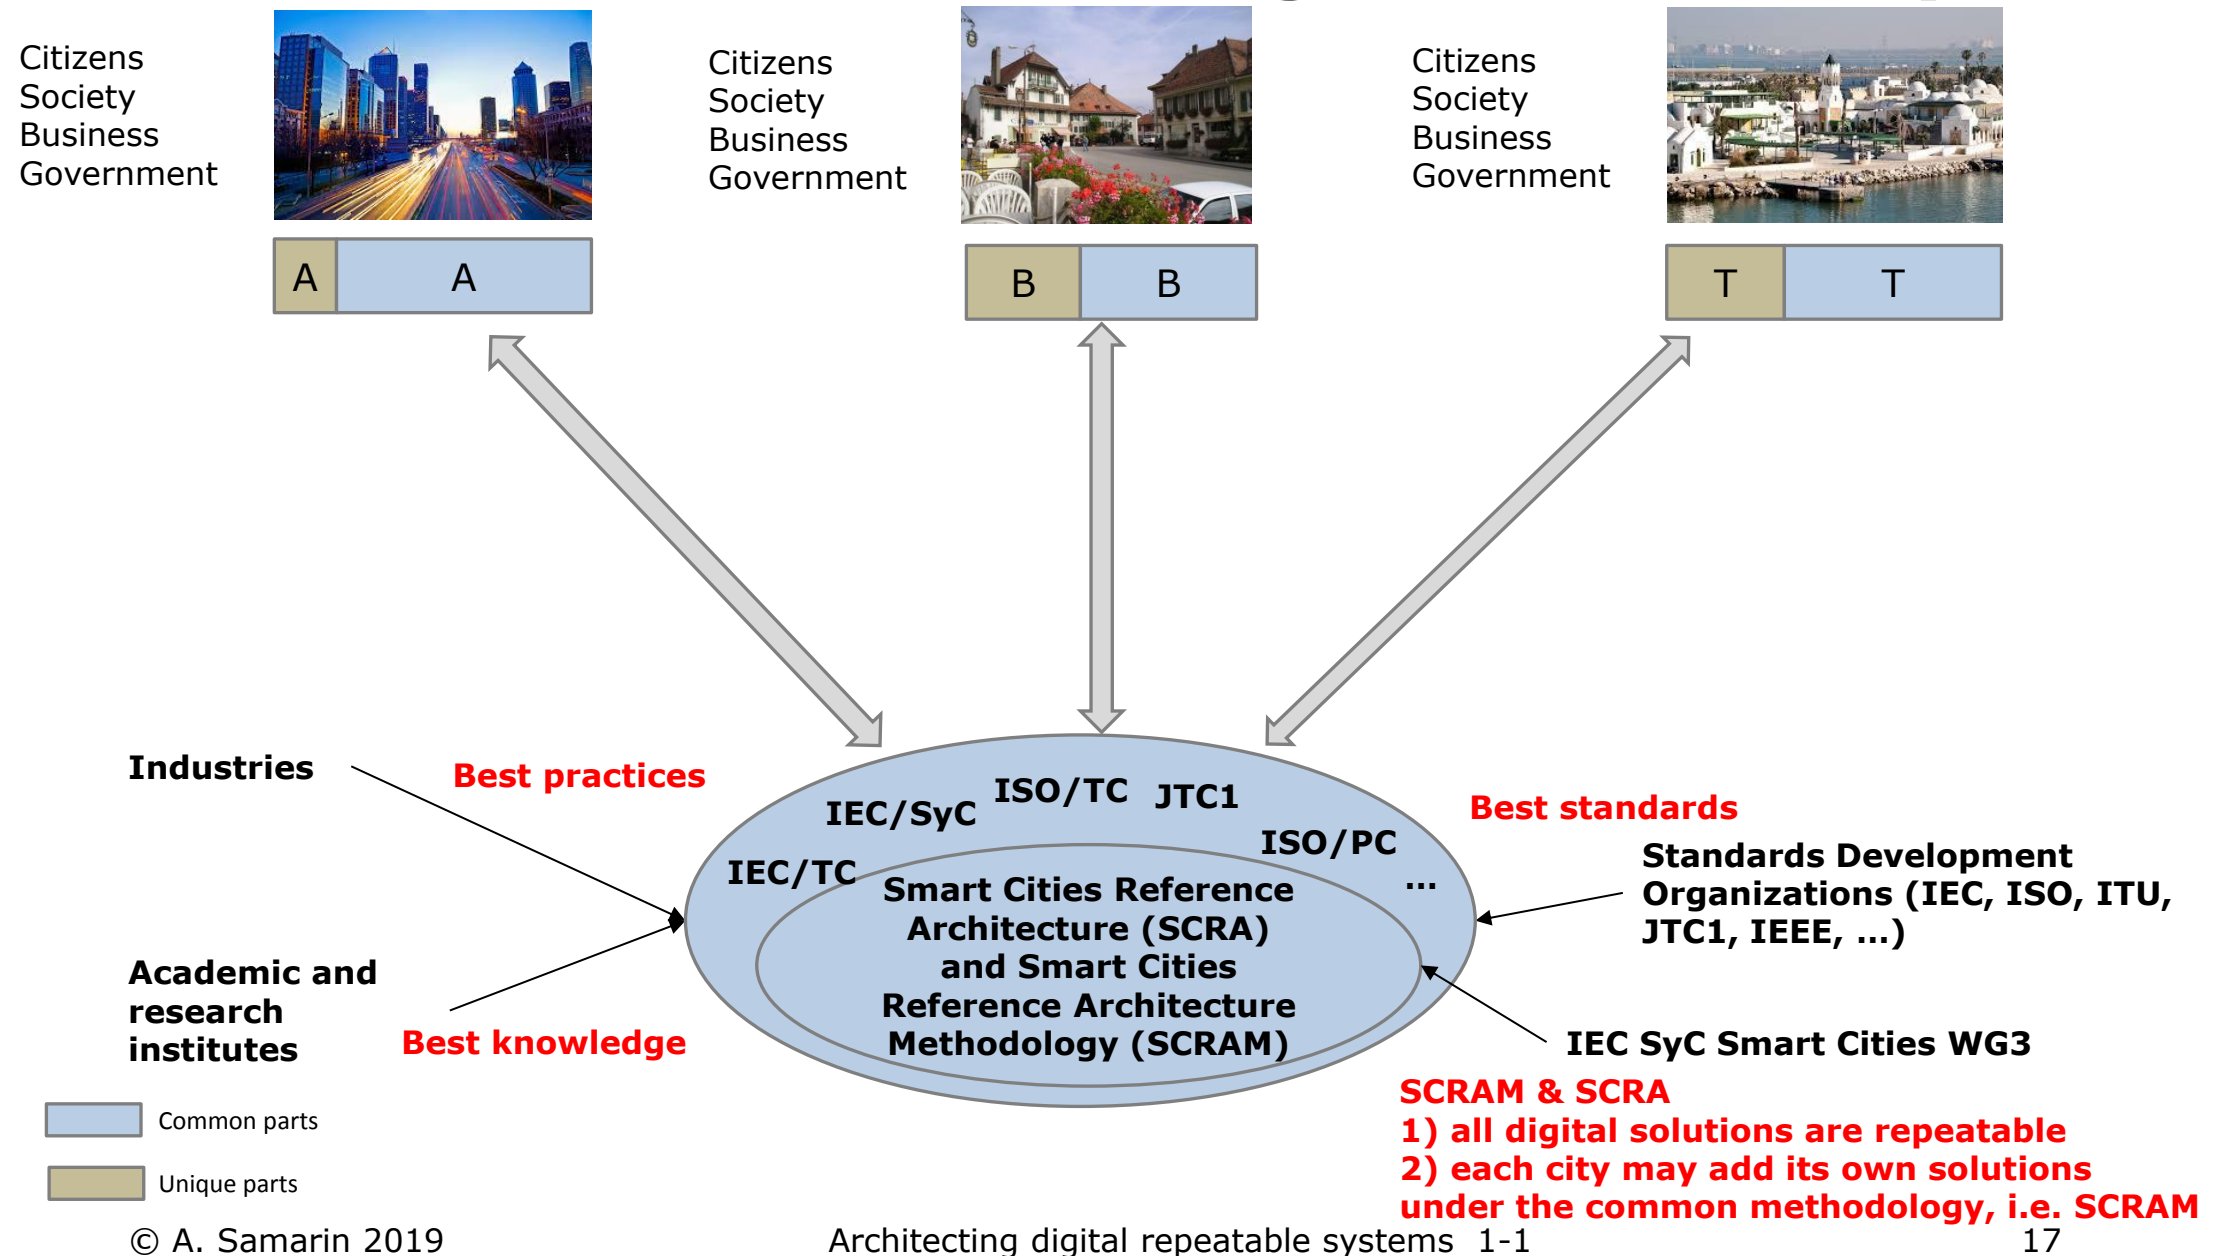 Citizens
Society
Business
Government
Citizens
Society
Business
Government
Citizens
Society
Business
Government
A
A
B
B
T
T
Industries
Best practices
IEC/SyC
ISO/TC
JTC1
ISO/PC
IEC/TC
...
Smart Cities Reference
Architecture (SCRA)
and Smart Cities
Reference Architecture
Methodology (SCRAM)
Best standards
Standards Development
Organizations (IEC, ISO, ITU,
JTC1, IEEE, ...)
Academic and
research
institutes
Best knowledge
IEC SyC Smart Cities WG3
SCRAM & SCRA
1) all digital solutions are repeatable
2) each city may add its own solutions
under the common methodology, i.e. SCRAM
Common parts
Unique parts
© A. Samarin 2019
Architecting digital repeatable systems 1-1
17